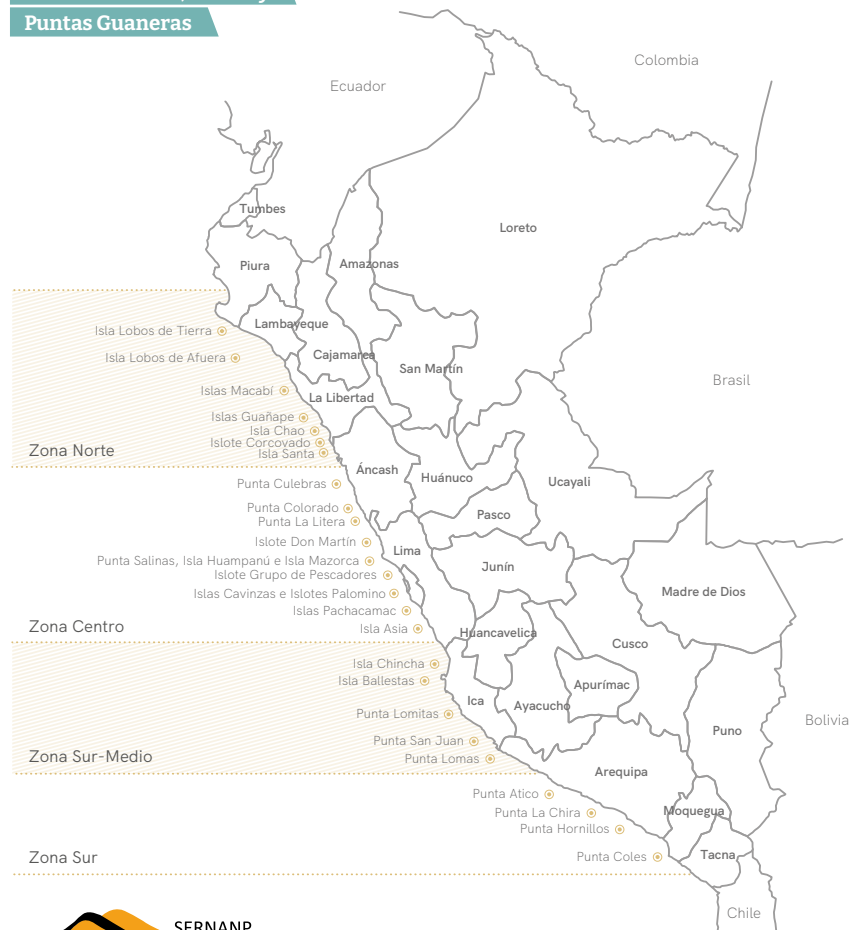 Puntas Guaneras
Colombia
Ecuador
Tumbes
Loreto
Piura
Amazonas
Lambayeque
Isla Lobos de Tierra
Cajamarca
Isla Lobos de Afuera
San Martín
Brasil
Islas Macabí
La Libertad
Islas Guañape
Isla Chao
Islote Corcovado
Isla Santa
Zona Norte
Áncash
Huánuco
Ucayali
Punta Culebras
Punta Colorado
Pasco
Punta La Litera
Islote Don Martín
Lima
Punta Salinas, Isla Huampanú e Isla Mazorca
Junín
Islote Grupo de Pescadores
Islas Cavinzas e Islotes Palomino
Madre de Dios
Islas Pachacamac
Zona Centro
Isla Asia
Huancavelica
Cusco
Isla Chincha
Isla Ballestas
Apurímac
Ica
Ayacucho
Punta Lomitas
Bolivia
Puno
Punta San Juan
Zona Sur-Medio
Punta Lomas
Arequipa
Punta Atico
Punta La Chira
Moquegua
Punta Hornillos
Zona Sur
Punta Coles
Tacna
Chile
SERNANP